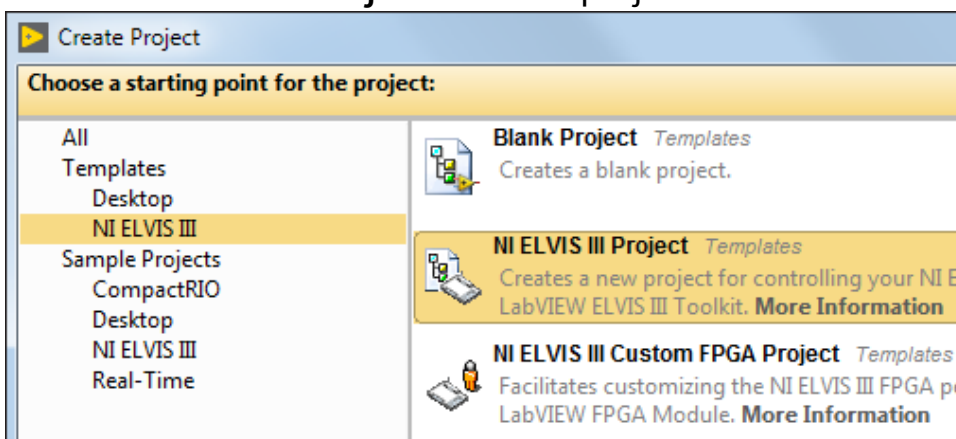 Create Project
Choose a starting point for the project:
All
Templates
Desktop
NI ELVIS III
Sample Projects
CompactRIO
Desktop
NI ELVIS III
Real-Time
Blank Project Templates
Creates a blank project.
NI ELVIS III Project Templates
Creates a new project for controlling your NI
LabVIEW ELVIS III Toolkit. More Information
NI ELVIS III Custom FPGA Project Templates
Facilitates customizing the NI ELVIS III FPGA
LabVIEW FPGA Module. More Information